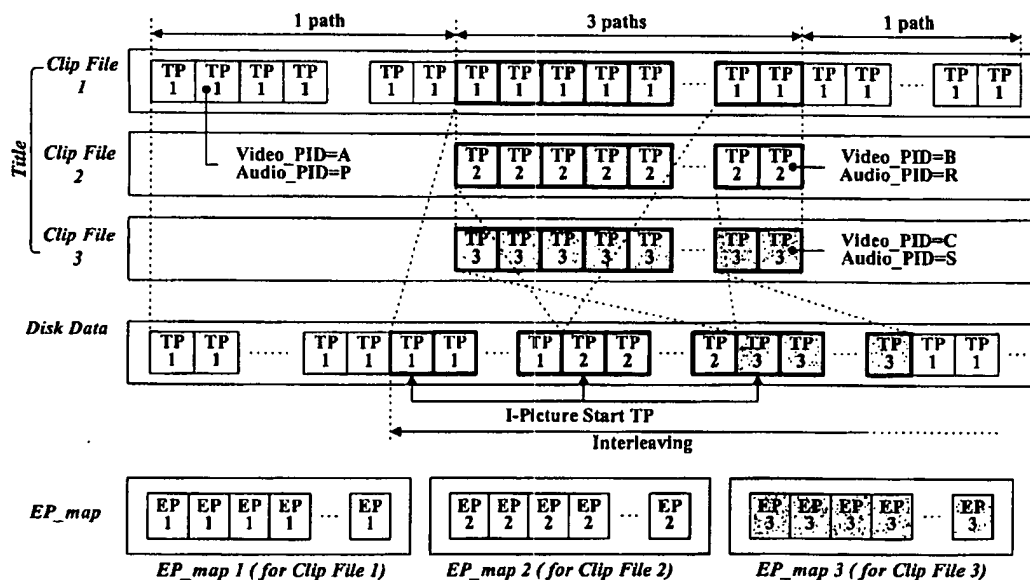 1 path 3 paths 1 path
Title
Clip File 1
TP 1 TP 1 TP 1 TP 1 TP 1 TP 1 TP 1 TP 1 TP 1 TP 1 TP 1 ..... TP 1 TP 1 TP 1 TP 1 ..... TP 1 TP 1
Video_PID=A
Audio_PID=P
Clip File 2
TP 2 TP 2 TP 2 TP 2 TP 2 ..... TP 2 TP 2
Video_PID=B
Audio_PID=R
Clip File 3
TP 3 TP 3 TP 3 TP 3 TP 3 ..... TP 3 TP 3
Video_PID=C
Audio_PID=S
Disk Data
TP 1 TP 1 ..... TP 1 TP 1 TP 1 TP 1 ..... TP 1 TP 2 TP 2 ..... TP 2 TP 3 TP 3 ..... TP 3 TP 1 TP 1 ...
I-Picture Start TP
Interleaving
EP_map
EP 1 EP 1 EP 1 EP 1 ... EP 1
EP 2 EP 2 EP 2 EP 2 ... EP 2
EP 3 EP 3 EP 3 EP 3 ... EP 3
EP_map 1 ( for Clip File 1)
EP_map 2 ( for Clip File 2)
EP_map 3 ( for Clip File 3)